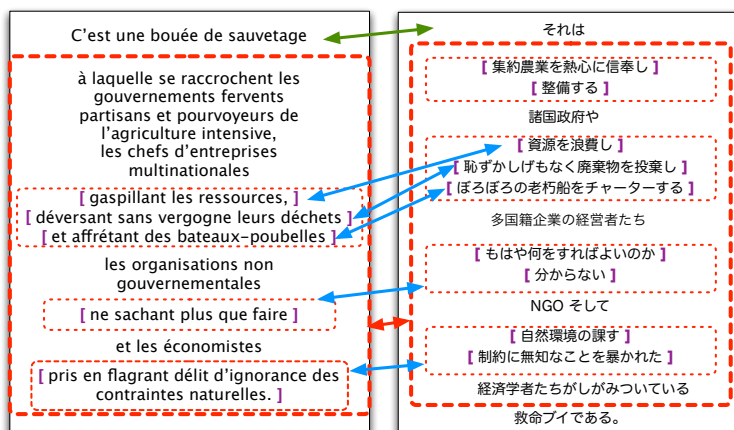 C'est une bouée de sauvetage
à laquelle se raccrochent les
gouvernements fervents
partisans et pourvoyeurs de
l'agriculture intensive,
les chefs d'entreprises
multinationales
[ gaspillant les ressources, ]
[ déversant sans vergogne leurs déchets ]
[ et affrétant des bateaux-poubelles ]
les organisations non
gouvernementales
[ ne sachant plus que faire ]
et les économistes
[ pris en flagrant délit d'ignorance des
contraintes naturelles. ]
それは
[ 集約農業を熱心に信奉し ]
[ 整備する ]
諸国政府や
[ 資源を浪費し ]
[ 恥ずかしげもなく廃棄物を投棄し ]
[ ぼろぼろの老朽船をチャーターする ]
多国籍企業の経営者たち
[ もはや何をすればよいのか ]
[ 分からない ]
NGO そして
[ 自然環境の課す ]
[ 制約に無知なことを暴かれた ]
経済学者たちがしがみついている
救命ブイである。